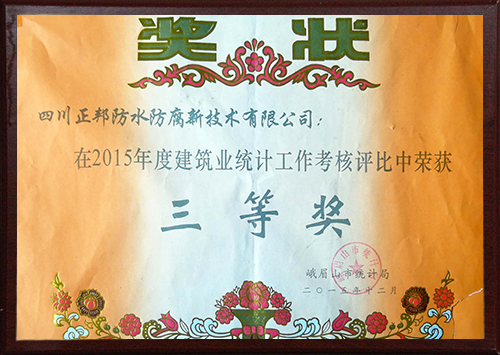 奖状
四川正邦防水防腐新技术有限公司：
在2015年度建筑业统计工作考核评比中荣获
三等奖
峨眉山市统计局
二〇一五年十二月